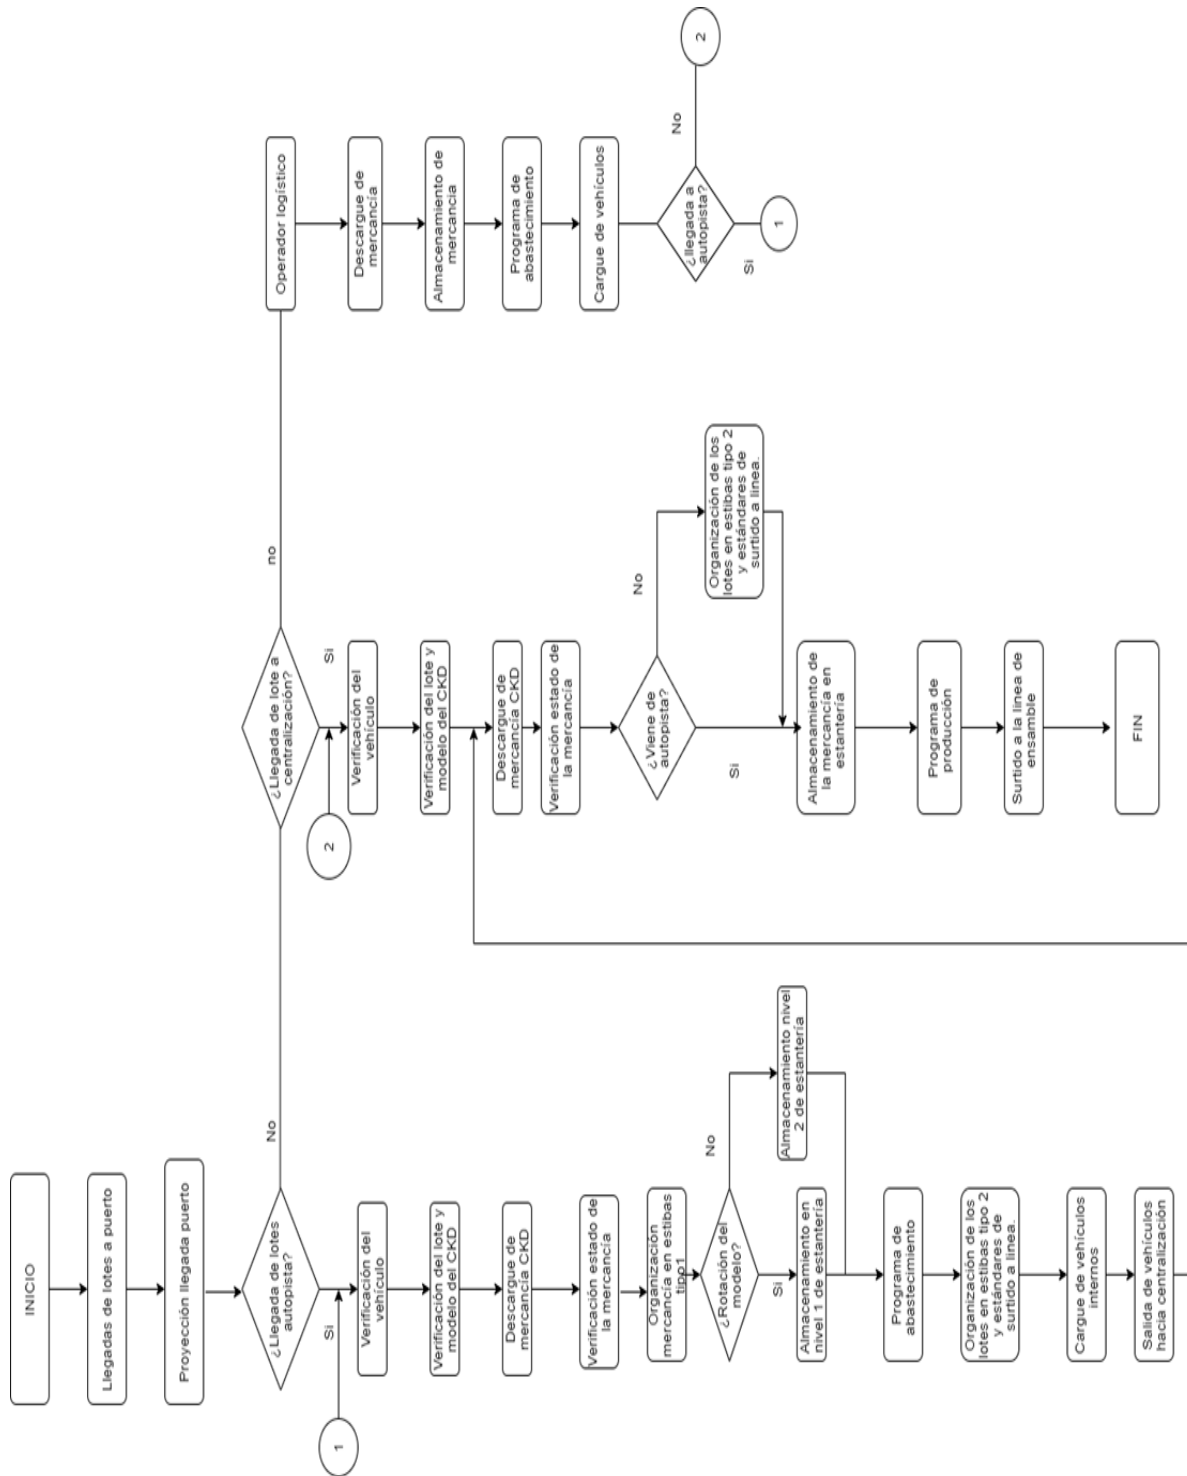 INICIO
Llegadas de lotes a puerto
Proyección llegada puerto
¿Llegada de lotes
autopista?
No
Si
1
Verificación del
vehículo
Verificación del lote y
modelo del CKD
Descargue de
mercancía CKD
Verificación estado de
la mercancía
Organización
mercancía en estibas
tipo1
¿Rotación del
modelo?
No
Si
Almacenamiento nivel
2 de estantería
Almacenamiento en
nivel 1 de estantería
Programa de
abastecimiento
Organización de los
lotes en estibas tipo 2
y estándares de
surtido a linea.
Cargue de vehículos
internos
Salida de vehículos
hacia centralización
¿Llegada de lote a
centralización?
no
Si
2
Verificación del
vehículo
Verificación del lote y
modelo del CKD
Descargue de
mercancía CKD
Verificación estado de
la mercancía
¿Viene de
autopista?
No
Si
Organización de los
lotes en estibas tipo 2
y estándares de
surtido a linea.
Almacenamiento de
la mercancía en
estantería
Programa de
producción
Surtido a la linea de
ensamble
FIN
Operador logístico
Descargue de
mercancía
Almacenamiento de
mercancia
Programa de
abastecimiento
Cargue de vehículos
¿llegada a
autopista?
No
2
Si
1